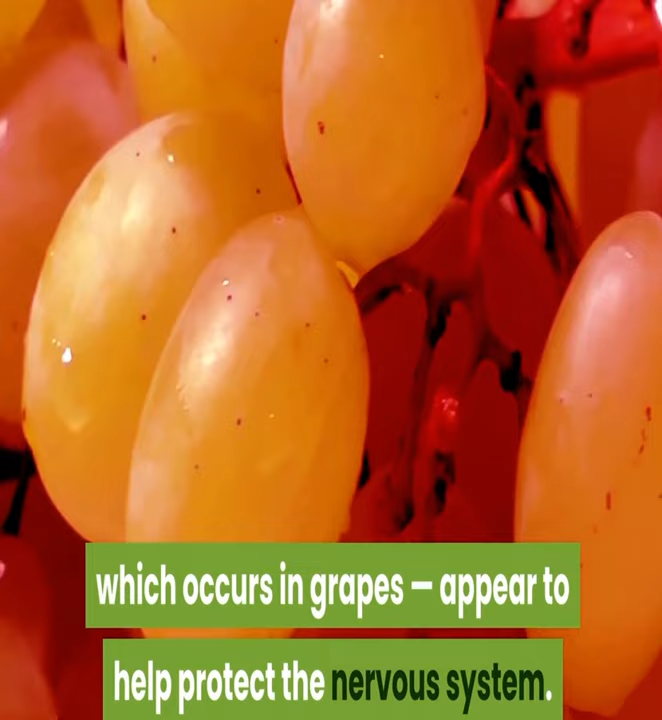 which occurs in grapes — appear to
help protect the nervous system.